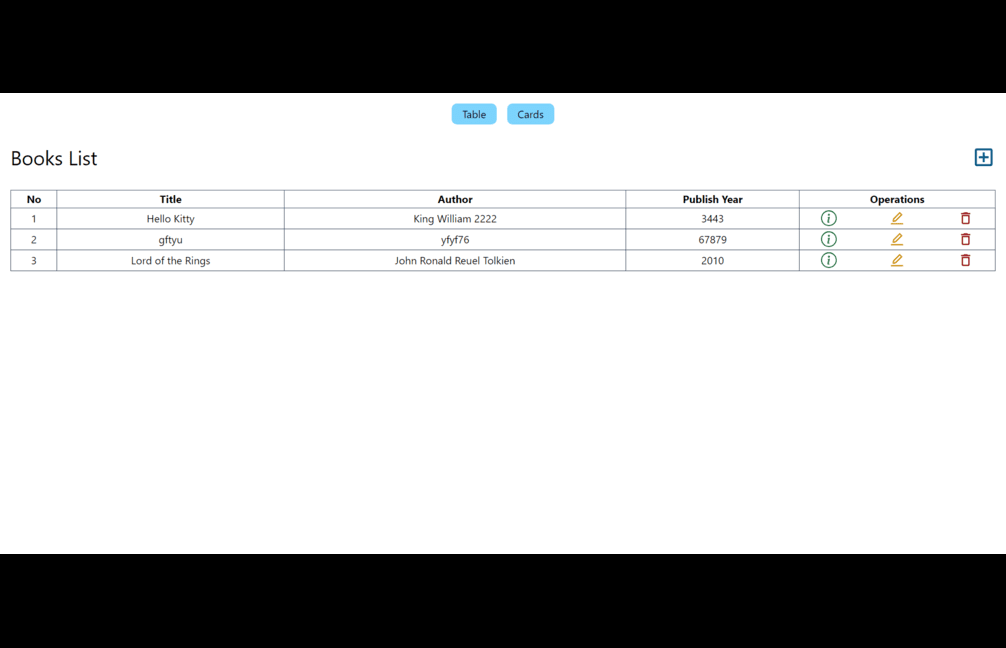 Table Cards
Books List
No Title Author Publish Year Operations
1 Hello Kitty King William 2222 3443
2 gftyu yfyf76 67879
3 Lord of the Rings John Ronald Reuel Tolkien 2010